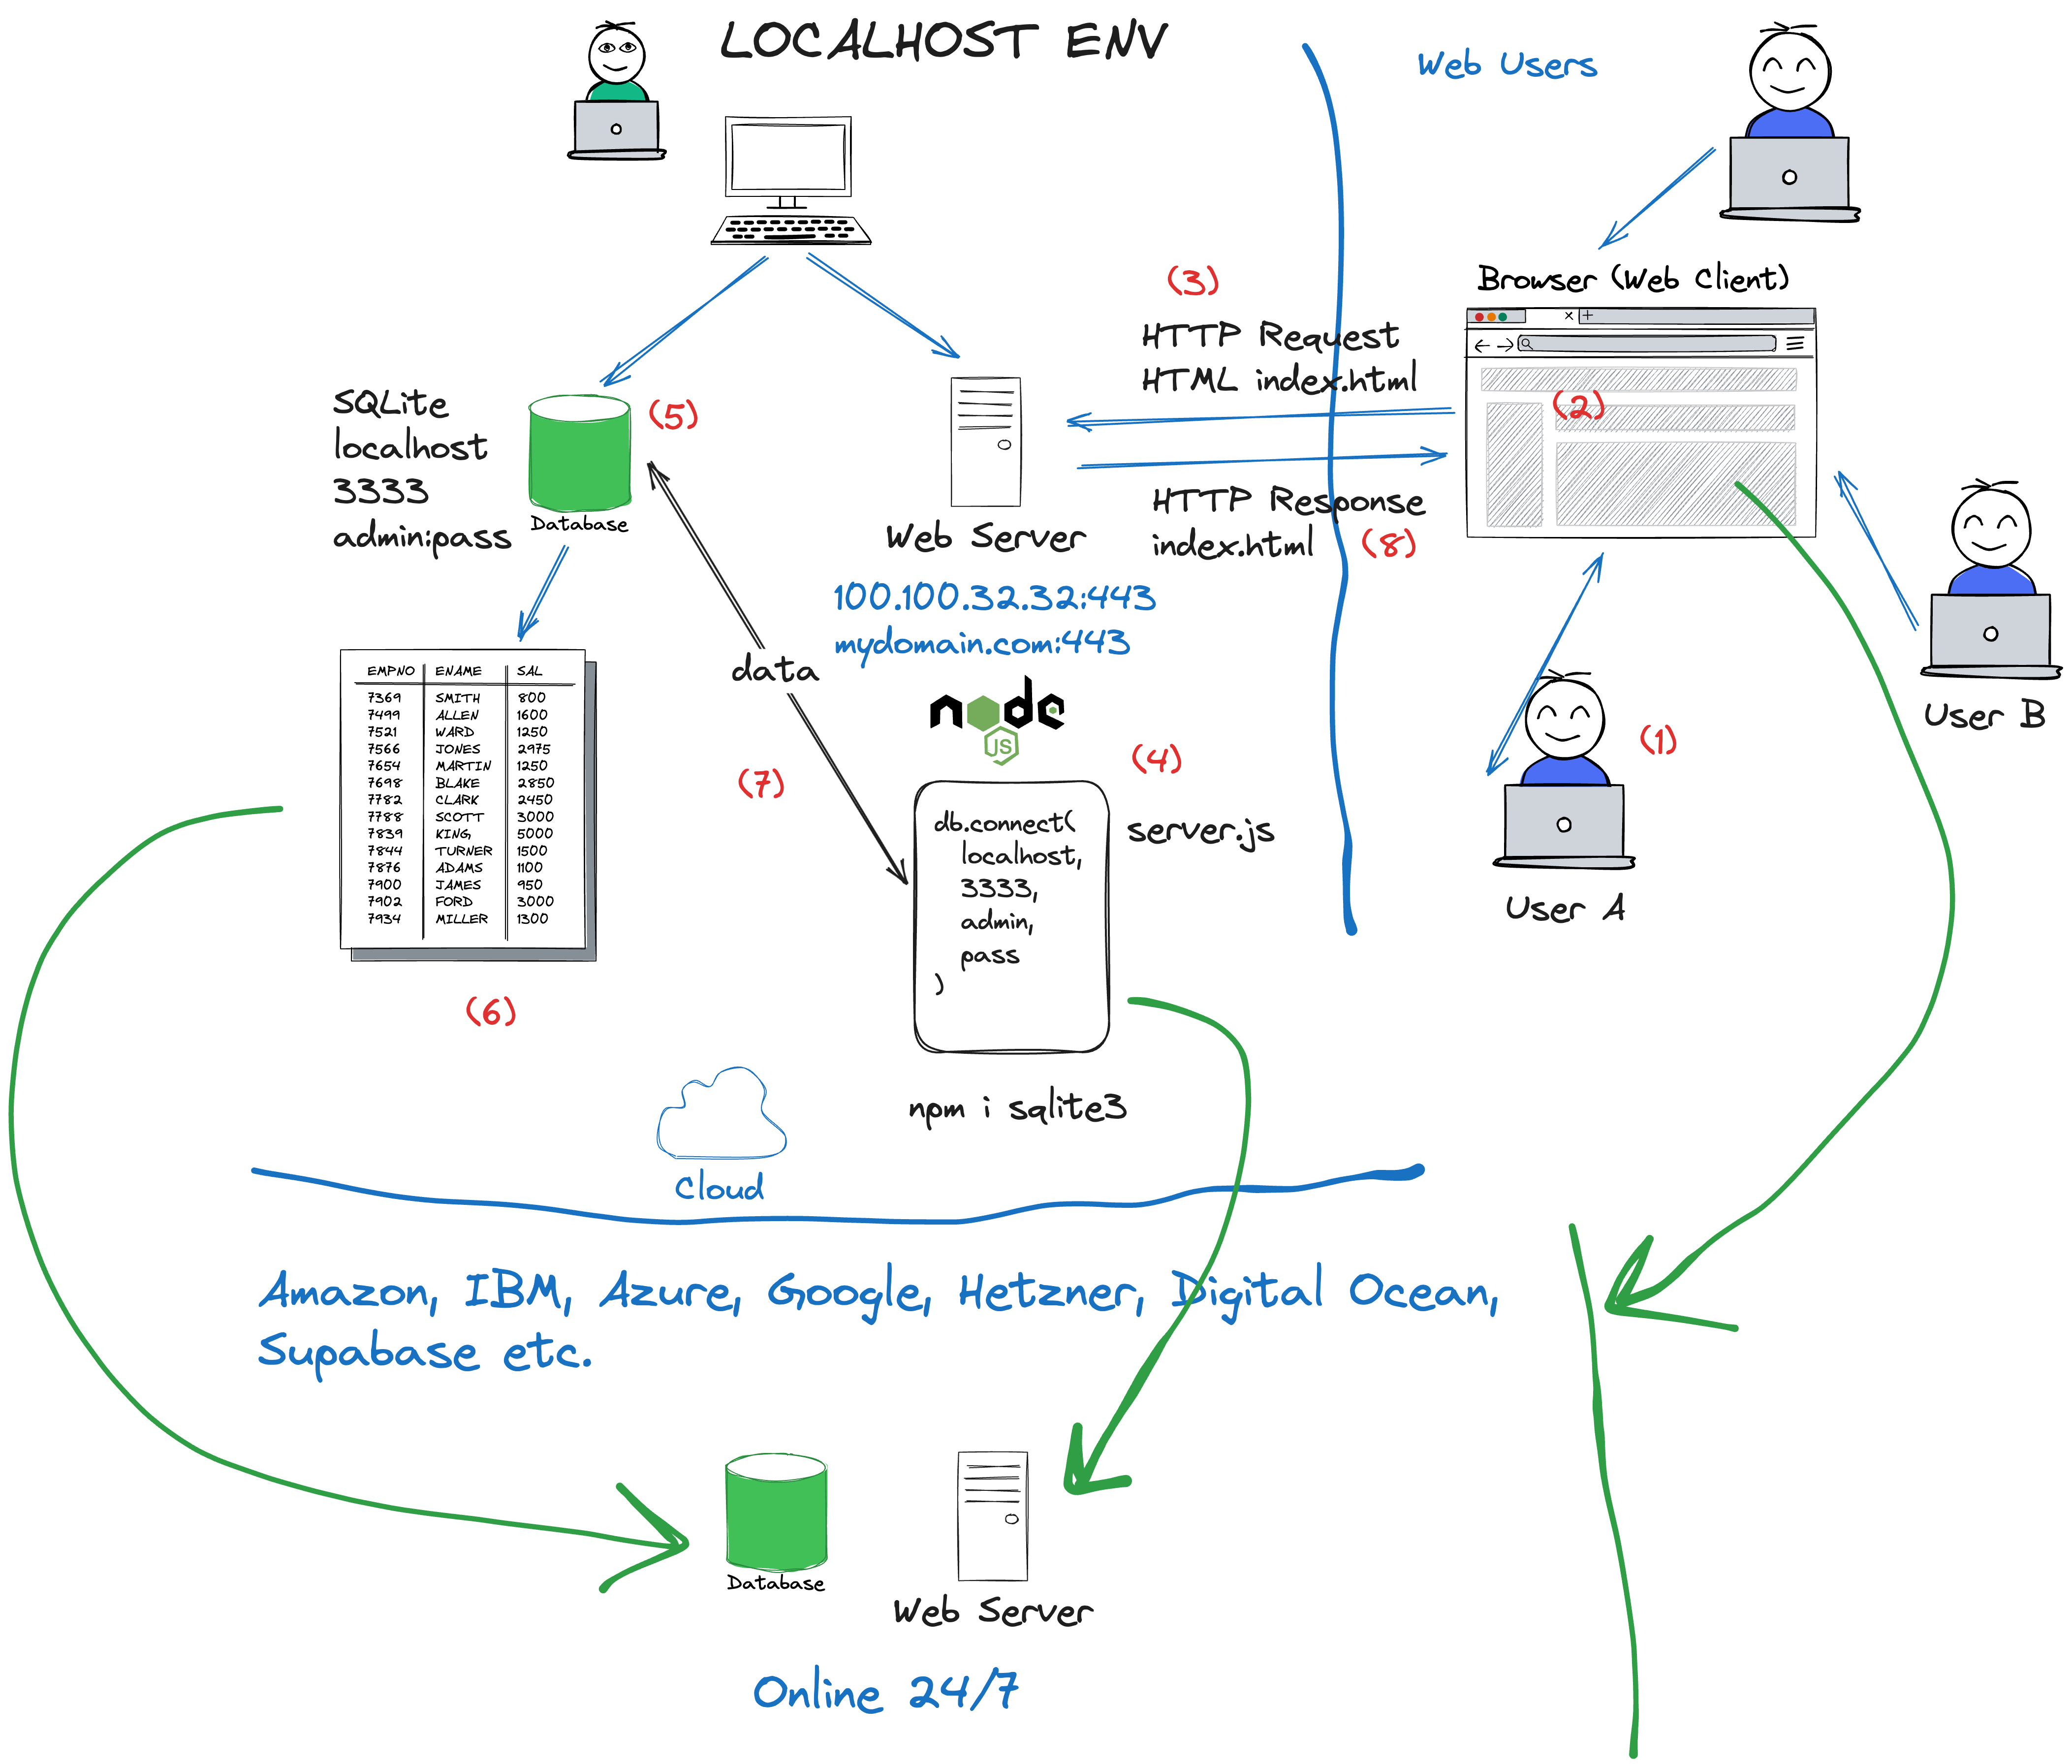 LOCALHOST ENV
Web Users
Browser (Web Client)
(3)
HTTP Request
HTML index.html
(2)
SQLite
localhost
3333
admin:pass
(5)
Database
Web Server
HTTP Response
index.html (8)
100.100.32.32:443
mydomain.com:443
data
node
JS
(7)
(4)
db.connect(
localhost,
3333,
admin,
pass
)
server.js
npm i sqlite3
EMPNO ENAME SAL
7369 SMITH 800
7499 ALLEN 1600
7521 WARD 1250
7566 JONES 2975
7654 MARTIN 1250
7698 BLAKE 2850
7782 CLARK 2450
7788 SCOTT 3000
7839 KING 5000
7844 TURNER 1500
7876 ADAMS 1100
7900 JAMES 950
7902 FORD 3000
7934 MILLER 1300
(6)
(1)
User A
User B
Cloud
Amazon, IBM, Azure, Google, Hetzner, Digital Ocean,
Supabase etc.
Database
Web Server
Online 24/7